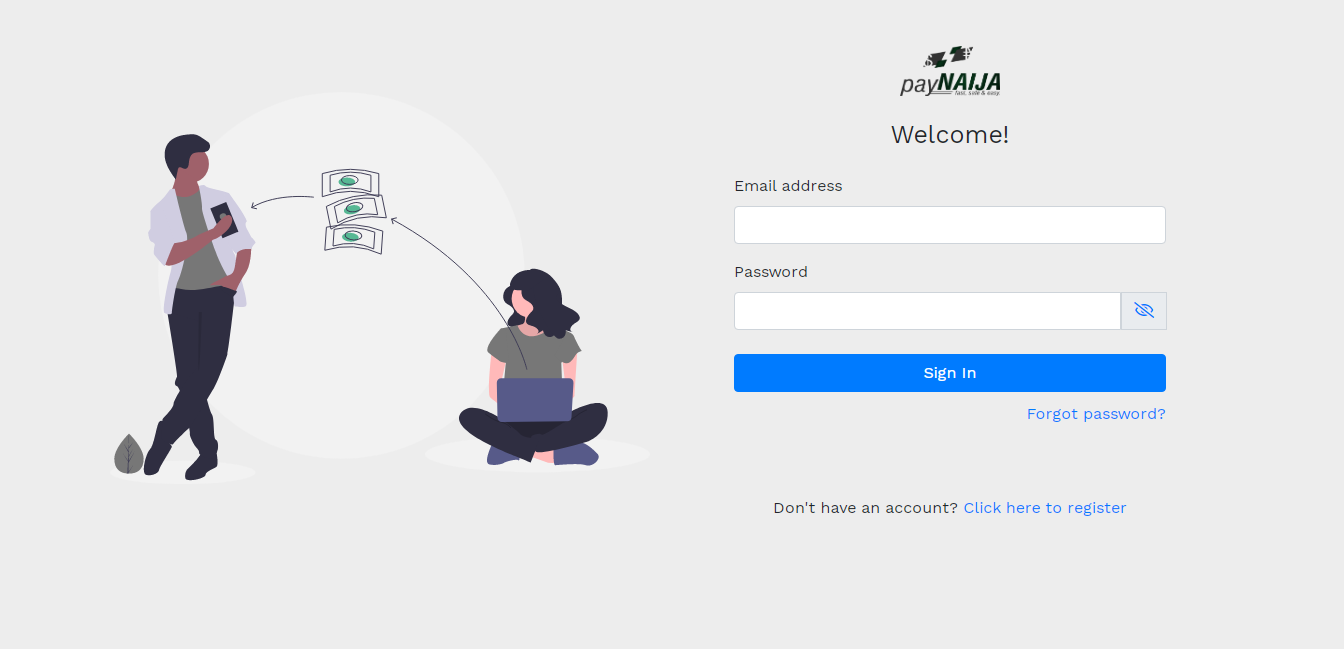 payNAIJA
fast, safe & easy.
Welcome!
Email address
Password
Sign In
Forgot password?
Don't have an account? Click here to register